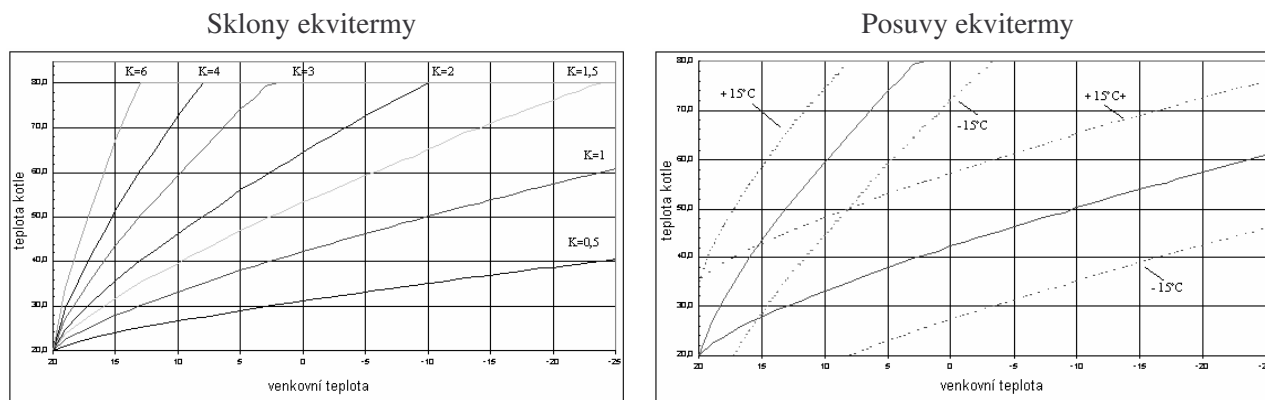 Sklony ekvitermy
K=6 K=4 K=3 K=2 K=1,5
80,0
70,0
60,0
K=1
50,0
40,0
K=0,5
30,0
20,0
20 15 10 5 0 -5 -10 -15 -20 -25
teplota kotle
venkovní teplota
Posuvy ekvitermy
80,0
+15°C
+15°C+
70,0
-15°C
60,0
50,0
40,0
-15°C
30,0
20,0
20 15 10 5 0 -5 -10 -15 -20 -25
teplota kotle
venkovní teplota